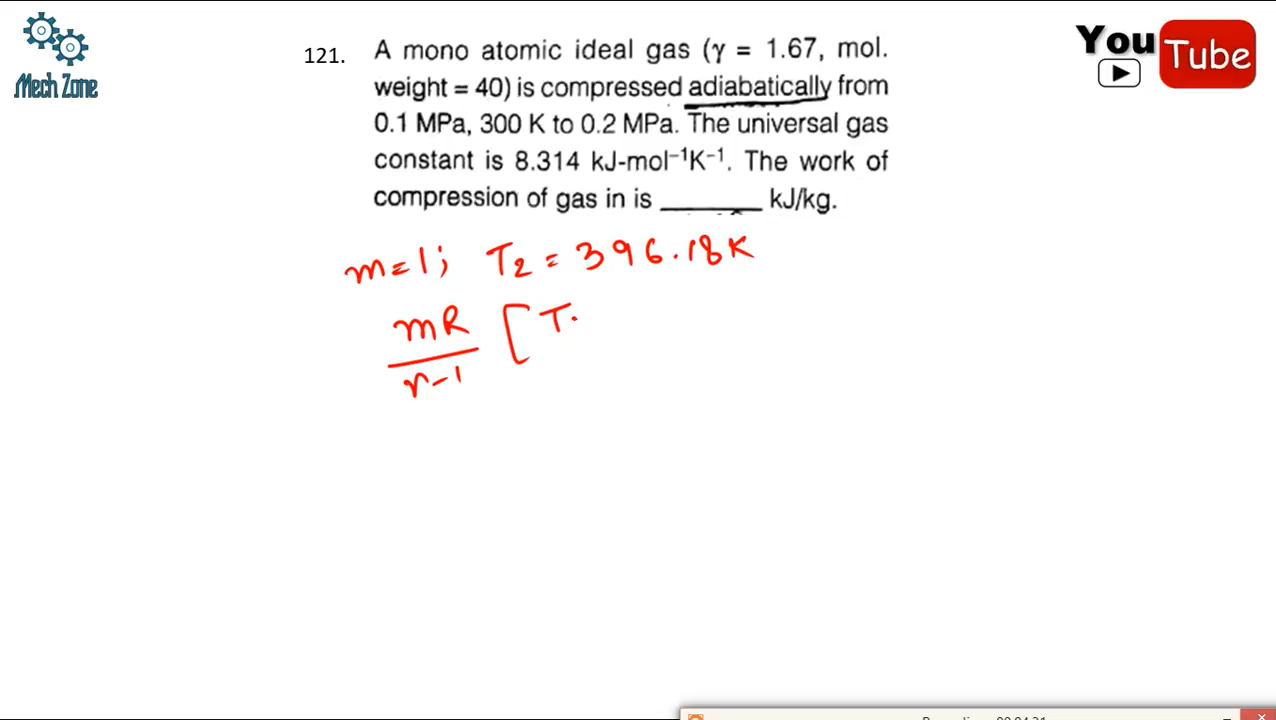 Mech Zone
You Tube
121. A mono atomic ideal gas (γ = 1.67, mol.
weight = 40) is compressed adiabatically from
0.1 MPa, 300 K to 0.2 MPa. The universal gas
constant is 8.314 kJ-mol⁻¹K⁻¹. The work of
compression of gas in is ________ kJ/kg.
m=1; T₂ = 396.18K
mR [ T
r-1